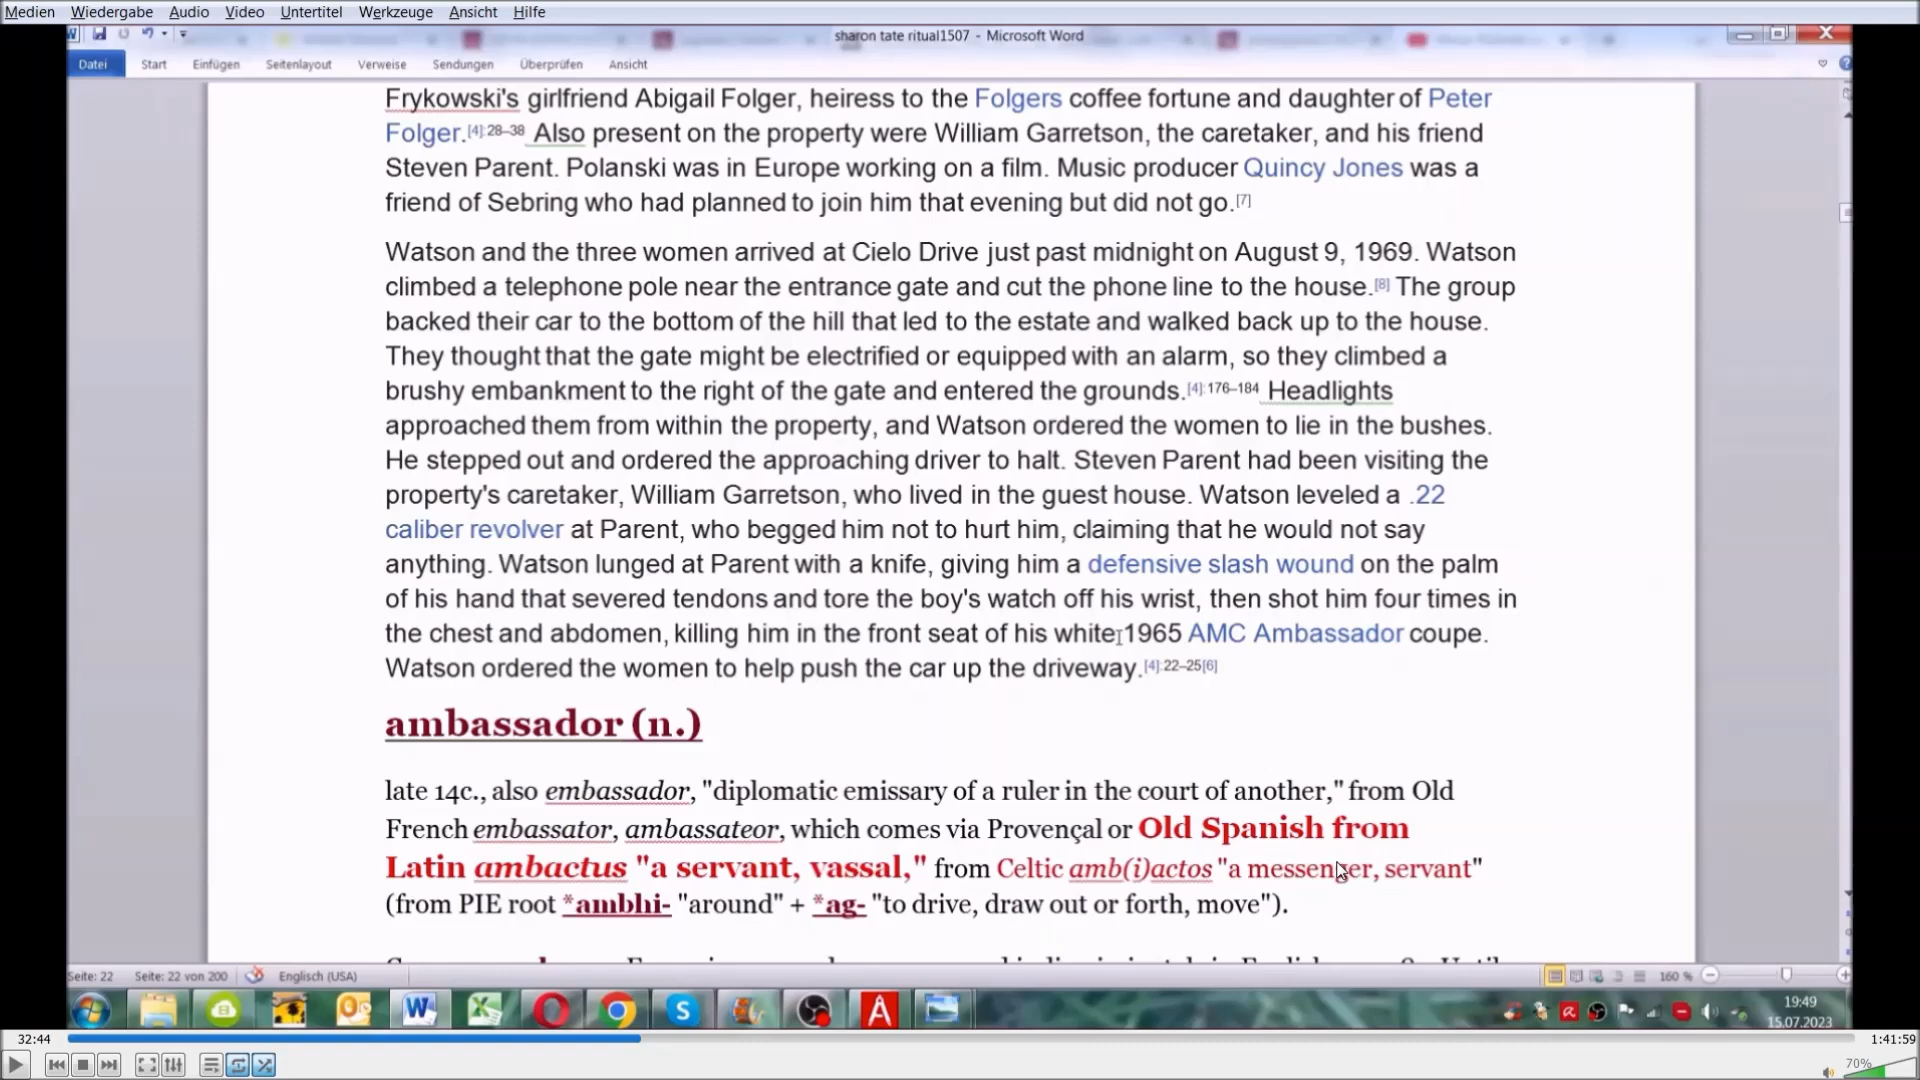 Medien Wiedergabe Audio Video Untertitel Werkzeuge Ansicht Hilfe
sharon tate ritual1507 - Microsoft Word
Datei Start Einfügen Seitenlayout Verweise Sendungen Überprüfen Ansicht
Frykowski's girlfriend Abigail Folger, heiress to the Folgers coffee fortune and daughter of Peter
Folger.[4]:28–38 Also present on the property were William Garretson, the caretaker, and his friend
Steven Parent. Polanski was in Europe working on a film. Music producer Quincy Jones was a
friend of Sebring who had planned to join him that evening but did not go.[7]
Watson and the three women arrived at Cielo Drive just past midnight on August 9, 1969. Watson
climbed a telephone pole near the entrance gate and cut the phone line to the house.[8] The group
backed their car to the bottom of the hill that led to the estate and walked back up to the house.
They thought that the gate might be electrified or equipped with an alarm, so they climbed a
brushy embankment to the right of the gate and entered the grounds.[4]:176–184 Headlights
approached them from within the property, and Watson ordered the women to lie in the bushes.
He stepped out and ordered the approaching driver to halt. Steven Parent had been visiting the
property's caretaker, William Garretson, who lived in the guest house. Watson leveled a .22
caliber revolver at Parent, who begged him not to hurt him, claiming that he would not say
anything. Watson lunged at Parent with a knife, giving him a defensive slash wound on the palm
of his hand that severed tendons and tore the boy's watch off his wrist, then shot him four times in
the chest and abdomen, killing him in the front seat of his white 1965 AMC Ambassador coupe.
Watson ordered the women to help push the car up the driveway.[4]:22–25[6]
ambassador (n.)
late 14c., also embassador, "diplomatic emissary of a ruler in the court of another," from Old
French embassator, ambassateor, which comes via Provençal or Old Spanish from
Latin ambactus "a servant, vassal," from Celtic amb(i)actos "a messenger, servant"
(from PIE root *ambhi- "around" + *ag- "to drive, draw out or forth, move").
Seite: 22 Seite: 22 von 200 Englisch (USA) 160 %
19:49
15.07.2023
32:44 1:41:59
70%